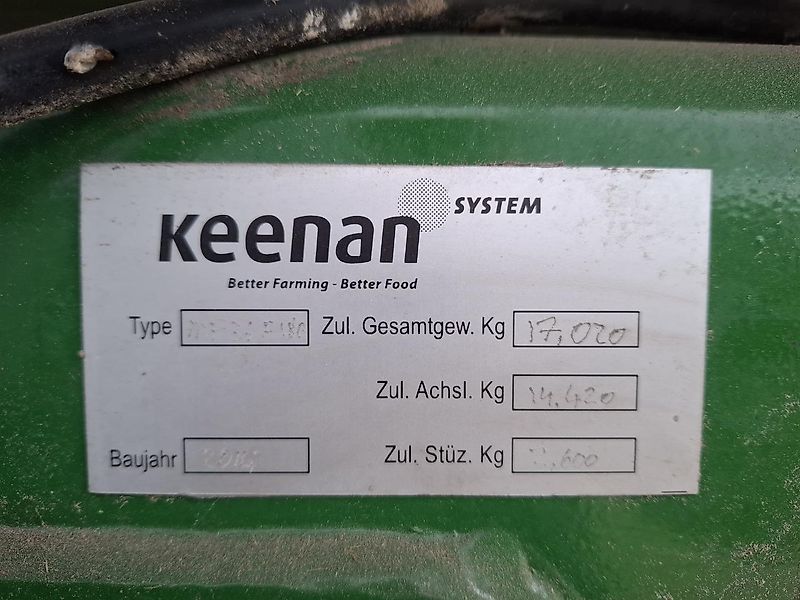 Keenan SYSTEM
Better Farming - Better Food
Type Zul. Gesamtgew. Kg 17,020
Zul. Achsl. Kg 14.420
Baujahr Zul. Stüz. Kg